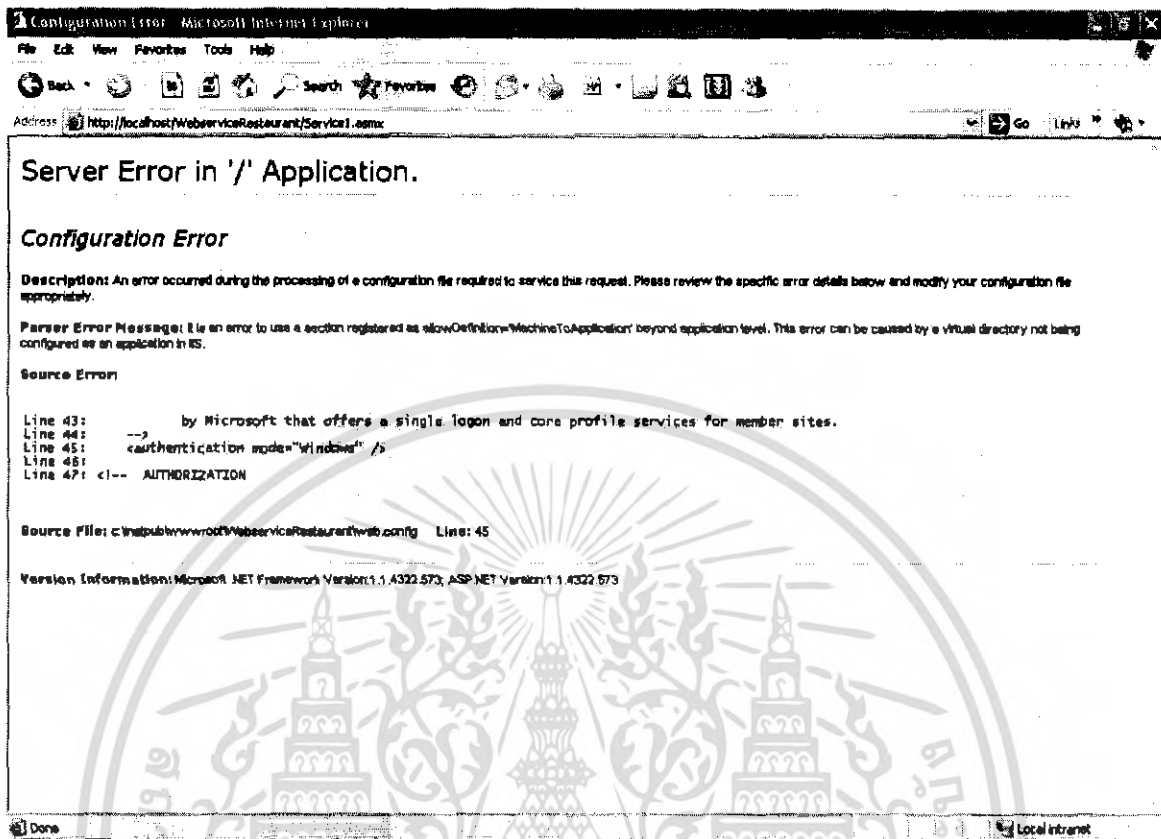 Configuration Error - Microsoft Internet Explorer
File Edit View Favorites Tools Help
Back Search Favorites
Address http://localhost/WebserviceRestaurant/Service1.asmx Go Links
Server Error in '/' Application.
Configuration Error
Description: An error occurred during the processing of a configuration file required to service this request. Please review the specific error details below and modify your configuration file
appropriately.
Parser Error Message: It is an error to use a section registered as allowDefinition='MachineToApplication' beyond application level. This error can be caused by a virtual directory not being
configured as an application in IIS.
Source Error:
Line 43: by Microsoft that offers a single logon and core profile services for member sites.
Line 44: -->
Line 45: <authentication mode="Windows" />
Line 46:
Line 47: <!-- AUTHORIZATION
Source File: c:\inetpub\wwwroot\WebserviceRestaurant\web.config Line: 45
Version Information: Microsoft .NET Framework Version:1.1.4322.573; ASP.NET Version:1.1.4322.573
Done Local intranet